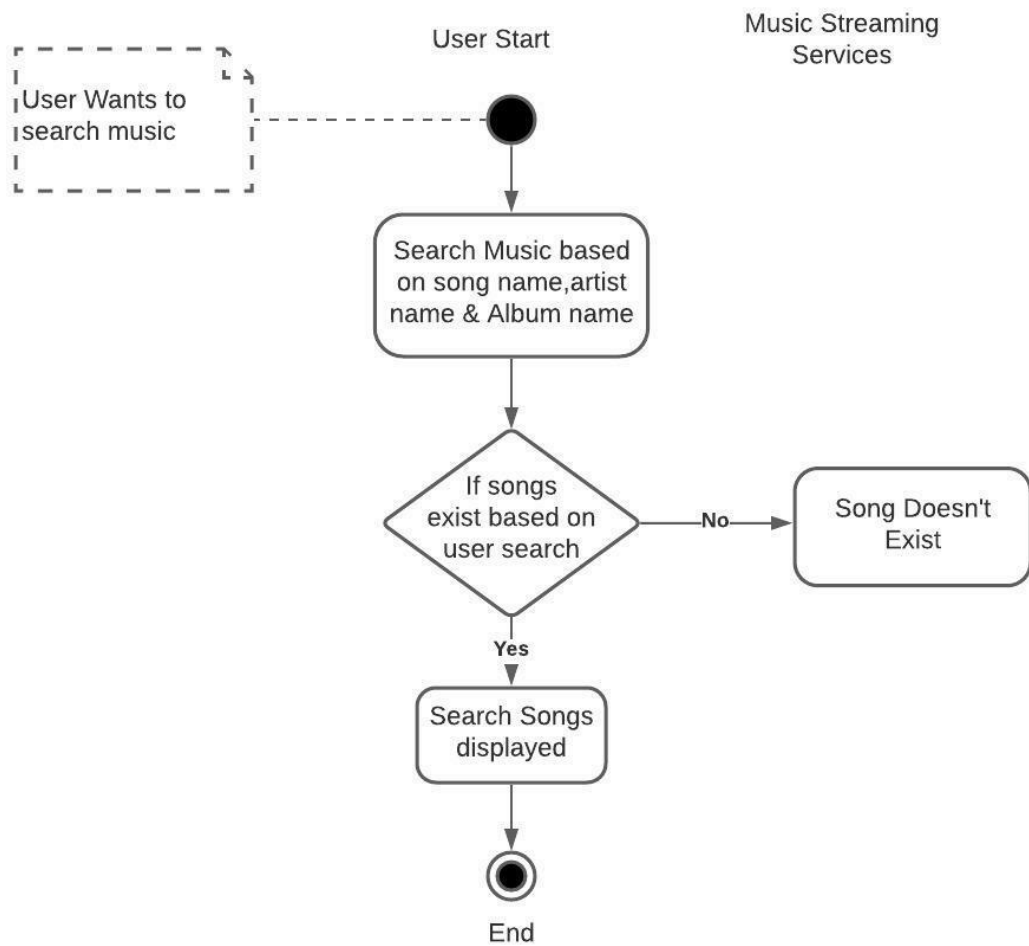 User Start
Music Streaming
Services
User Wants to
search music
Search Music based
on song name,artist
name & Album name
If songs
exist based on
user search
No
Song Doesn't
Exist
Yes
Search Songs
displayed
End